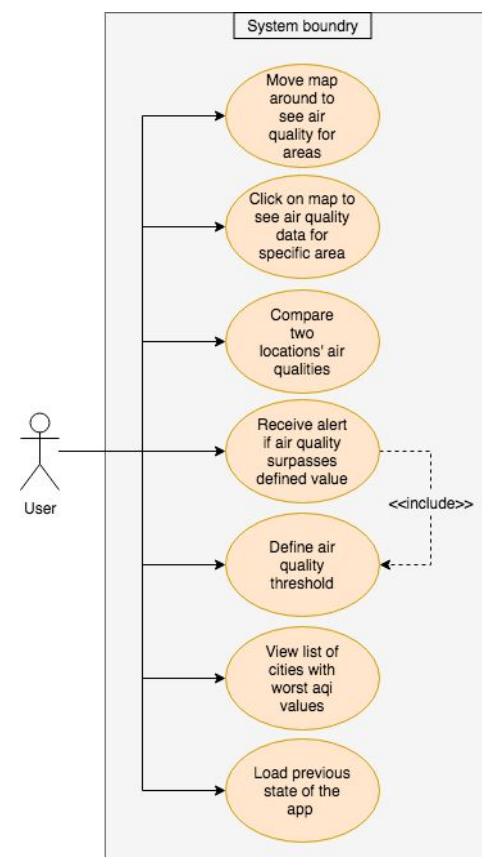 System boundry
Move map
around to
see air
quality for
areas
Click on map to
see air quality
data for
specific area
Compare
two
locations' air
qualities
Receive alert
if air quality
surpasses
defined value
<<include>>
User
Define air
quality
threshold
View list of
cities with
worst aqi
values
Load previous
state of the
app